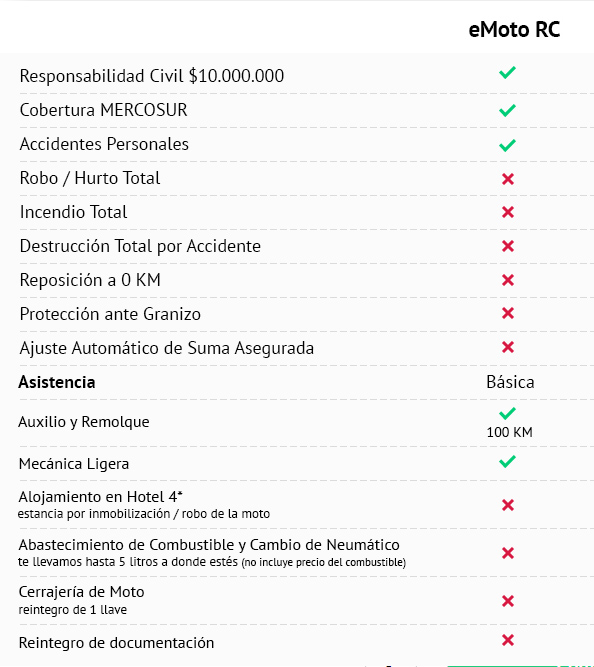 eMoto RC
Responsabilidad Civil $10.000.000
Cobertura MERCOSUR
Accidentes Personales
Robo / Hurto Total
Incendio Total
Destrucción Total por Accidente
Reposición a 0 KM
Protección ante Granizo
Ajuste Automático de Suma Asegurada
Asistencia Básica
Auxilio y Remolque
100 KM
Mecánica Ligera
Alojamiento en Hotel 4*
estancia por inmobilización / robo de la moto
Abastecimiento de Combustible y Cambio de Neumático
te llevamos hasta 5 litros a donde estés (no incluye precio del combustible)
Cerrajería de Moto
reintegro de 1 llave
Reintegro de documentación